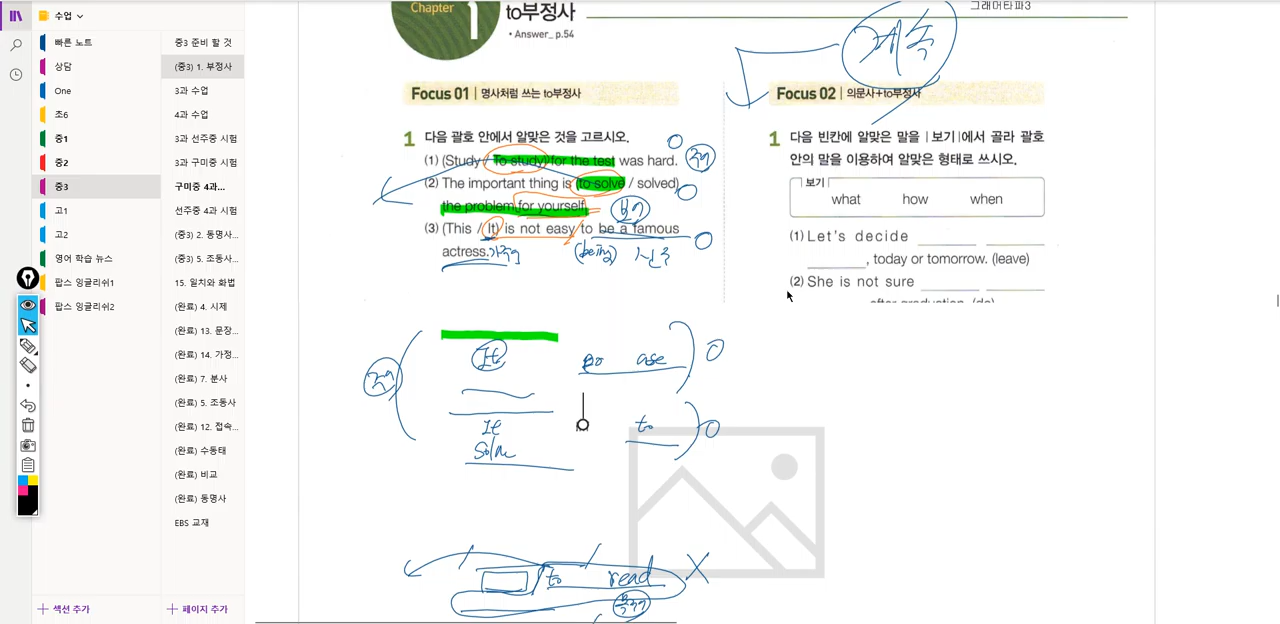 수업
빠른 노트
상담
One
초6
중1
중2
중3
고1
고2
영어 학습 뉴스
팝스 잉글리쉬1
팝스 잉글리쉬2
섹션 추가
중3 준비 할 것
(중3) 1. 부정사
3과 수업
4과 수업
3과 선주중 시험
3과 구미중 시험
구미중 4과...
선주중 4과 시험
(중3) 2. 동명사...
(중3) 5. 조동사...
15. 일치와 화법
(완료) 4. 시제
(완료) 13. 문장...
(완료) 14. 가정...
(완료) 7. 분사
(완료) 5. 조동사
(완료) 12. 접속...
(완료) 수동태
(완료) 비교
(완료) 동명사
EBS 교재
페이지 추가
Chapter 1 to부정사
• Answer_ p.54
그래머타파3
계속
Focus 01 | 명사처럼 쓰는 to부정사
1 다음 괄호 안에서 알맞은 것을 고르시오.
(1) (Study / To study) for the test was hard.
주어
(2) The important thing is (to solve / solved)
the problem for yourself.
보어
(3) (This / It) is not easy to be a famous
actress. 가주어
(being)
Focus 02 | 의문사+to부정사
1 다음 빈칸에 알맞은 말을 |보기|에서 골라 괄호
안의 말을 이용하여 알맞은 형태로 쓰시오.
보기
what how when
(1) Let's decide
, today or tomorrow. (leave)
(2) She is not sure
after graduation. (do)
주어
It
It
to
to read
목적어